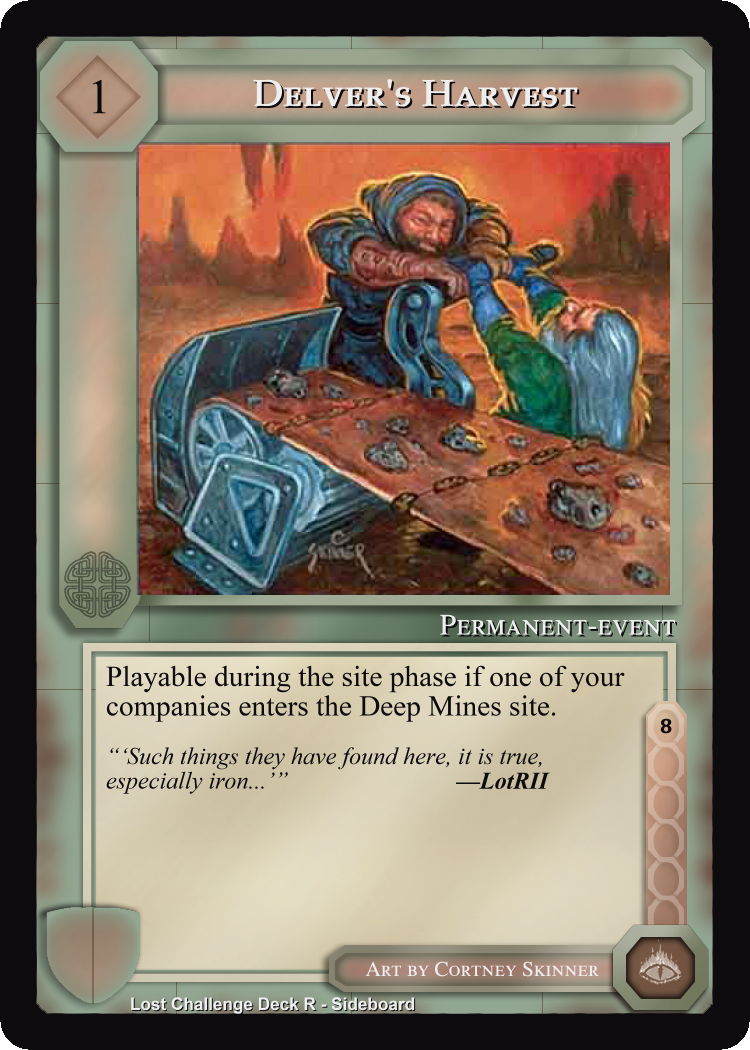 1
Delver's Harvest
C
Skinner
Permanent-event
Playable during the site phase if one of your
companies enters the Deep Mines site.
“‘Such things they have found here, it is true,
especially iron...’”
—LotRII
8
Art by Cortney Skinner
Lost Challenge Deck R - Sideboard